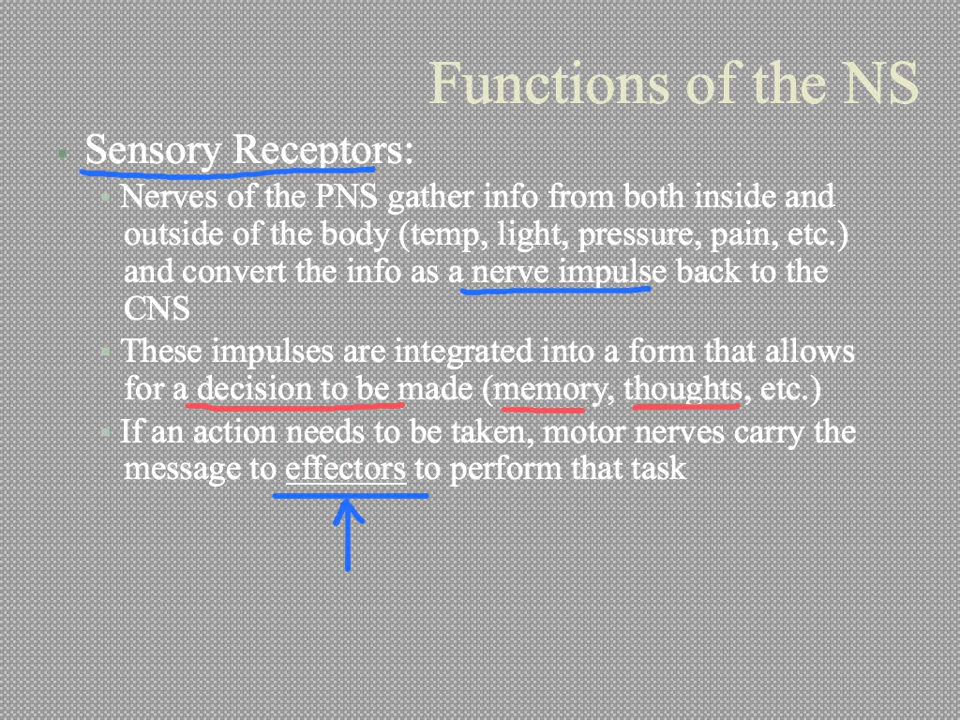 Functions of the NS
• Sensory Receptors:
• Nerves of the PNS gather info from both inside and
outside of the body (temp, light, pressure, pain, etc.)
and convert the info as a nerve impulse back to the
CNS
• These impulses are integrated into a form that allows
for a decision to be made (memory, thoughts, etc.)
• If an action needs to be taken, motor nerves carry the
message to effectors to perform that task